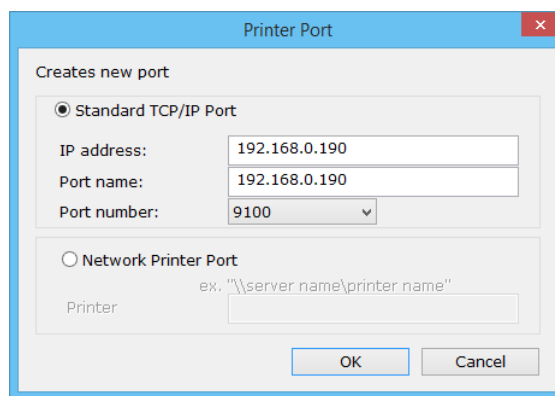 Printer Port
Creates new port
Standard TCP/IP Port
IP address: 192.168.0.190
Port name: 192.168.0.190
Port number: 9100
Network Printer Port
ex. "\\server name\printer name"
Printer
OK Cancel